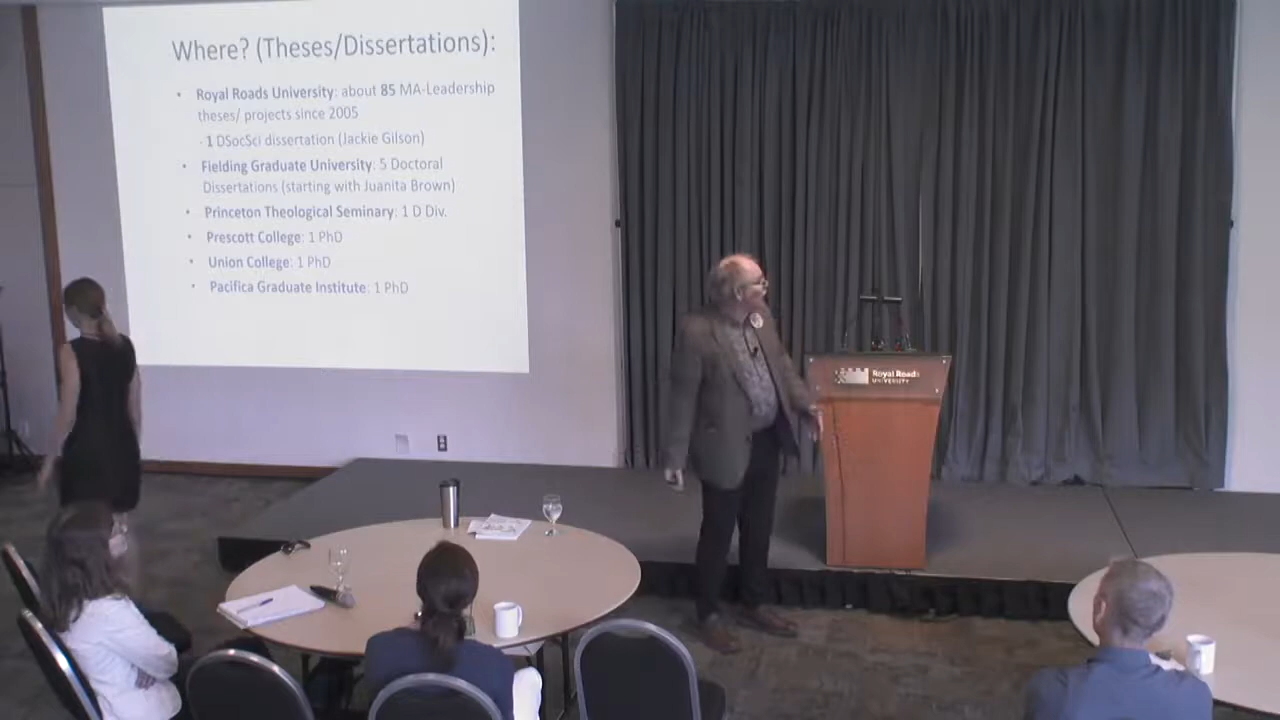 Where? (Theses/Dissertations):
• Royal Roads University: about 85 MA-Leadership
theses/ projects since 2005
- 1 DSocSci dissertation (Jackie Gilson)
• Fielding Graduate University: 5 Doctoral
Dissertations (starting with Juanita Brown)
• Princeton Theological Seminary: 1 D Div.
• Prescott College: 1 PhD
• Union College: 1 PhD
• Pacifica Graduate Institute: 1 PhD
Royal Roads
UNIVERSITY